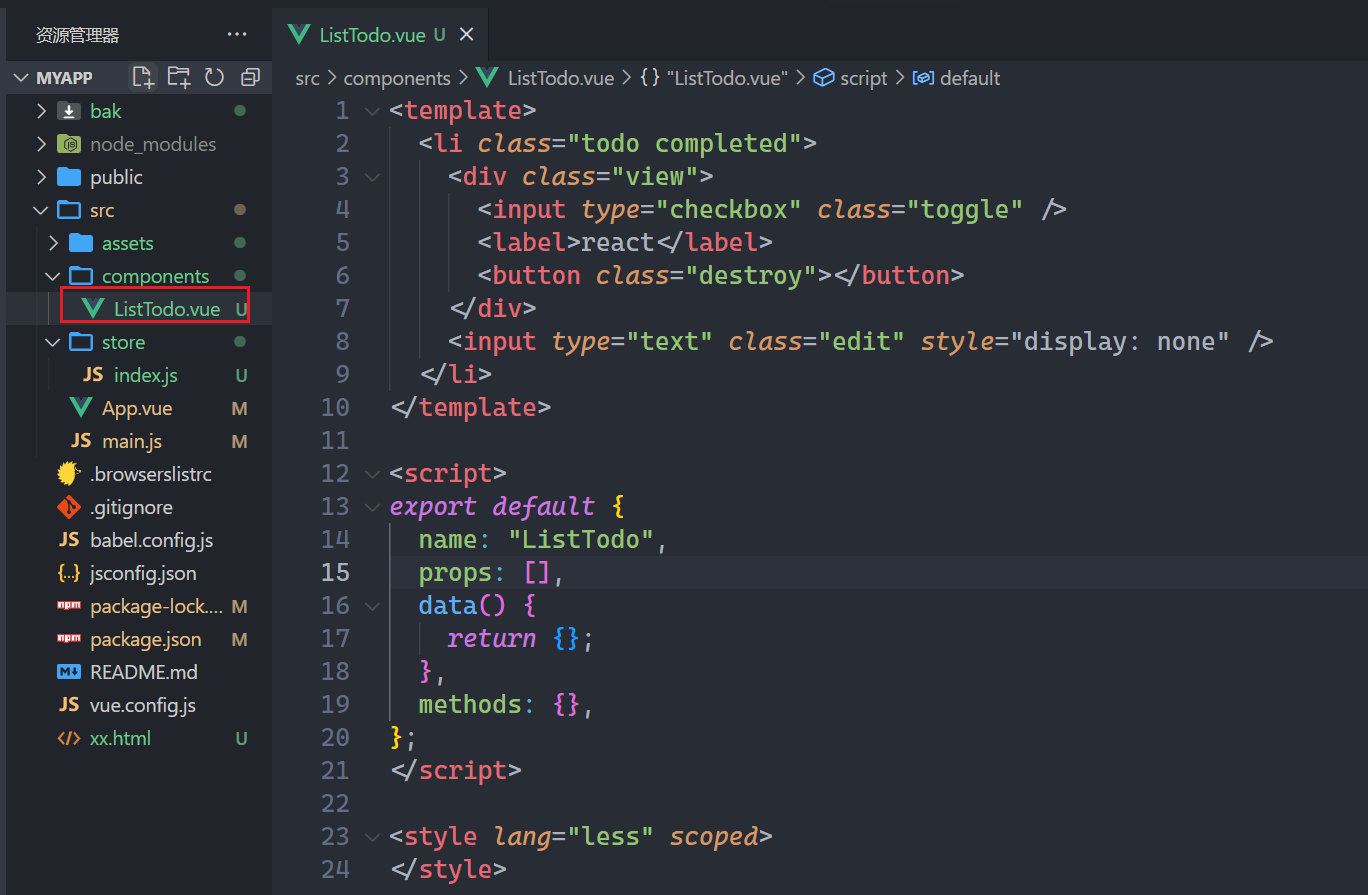 资源管理器 ···
MYAPP
bak
node_modules
public
src
assets
components
ListTodo.vue U
store
JS index.js U
App.vue M
JS main.js M
.browserslistrc
.gitignore
JS babel.config.js
{..} jsconfig.json
npm package-lock.... M
npm package.json M
M README.md
JS vue.config.js
</> xx.html U
ListTodo.vue U ×
src > components > ListTodo.vue > {} "ListTodo.vue" > script > default
1 <template>
2 <li class="todo completed">
3 <div class="view">
4 <input type="checkbox" class="toggle" />
5 <label>react</label>
6 <button class="destroy"></button>
7 </div>
8 <input type="text" class="edit" style="display: none" />
9 </li>
10 </template>
11
12 <script>
13 export default {
14 name: "ListTodo",
15 props: [],
16 data() {
17 return {};
18 },
19 methods: {},
20 };
21 </script>
22
23 <style lang="less" scoped>
24 </style>